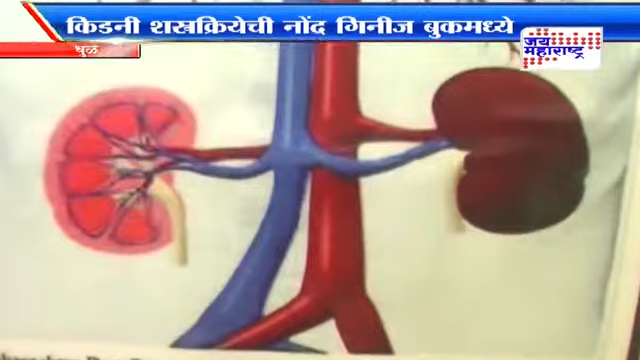 किडनी शस्त्रक्रियेची नोंद गिनीज बुकमध्ये
धुळे
जय
महाराष्ट्र